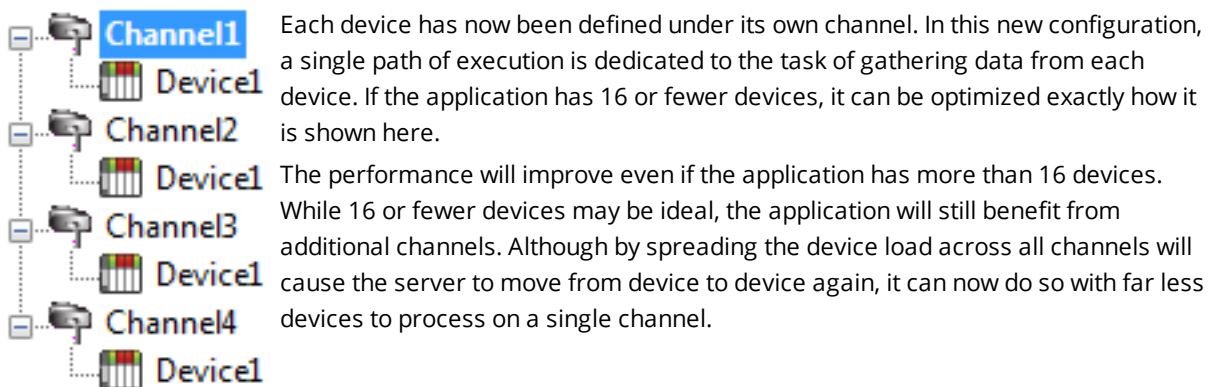 Channel1
Device1
Channel2
Device1
Channel3
Device1
Channel4
Device1
Each device has now been defined under its own channel. In this new configuration,
a single path of execution is dedicated to the task of gathering data from each
device. If the application has 16 or fewer devices, it can be optimized exactly how it
is shown here.
The performance will improve even if the application has more than 16 devices.
While 16 or fewer devices may be ideal, the application will still benefit from
additional channels. Although by spreading the device load across all channels will
cause the server to move from device to device again, it can now do so with far less
devices to process on a single channel.